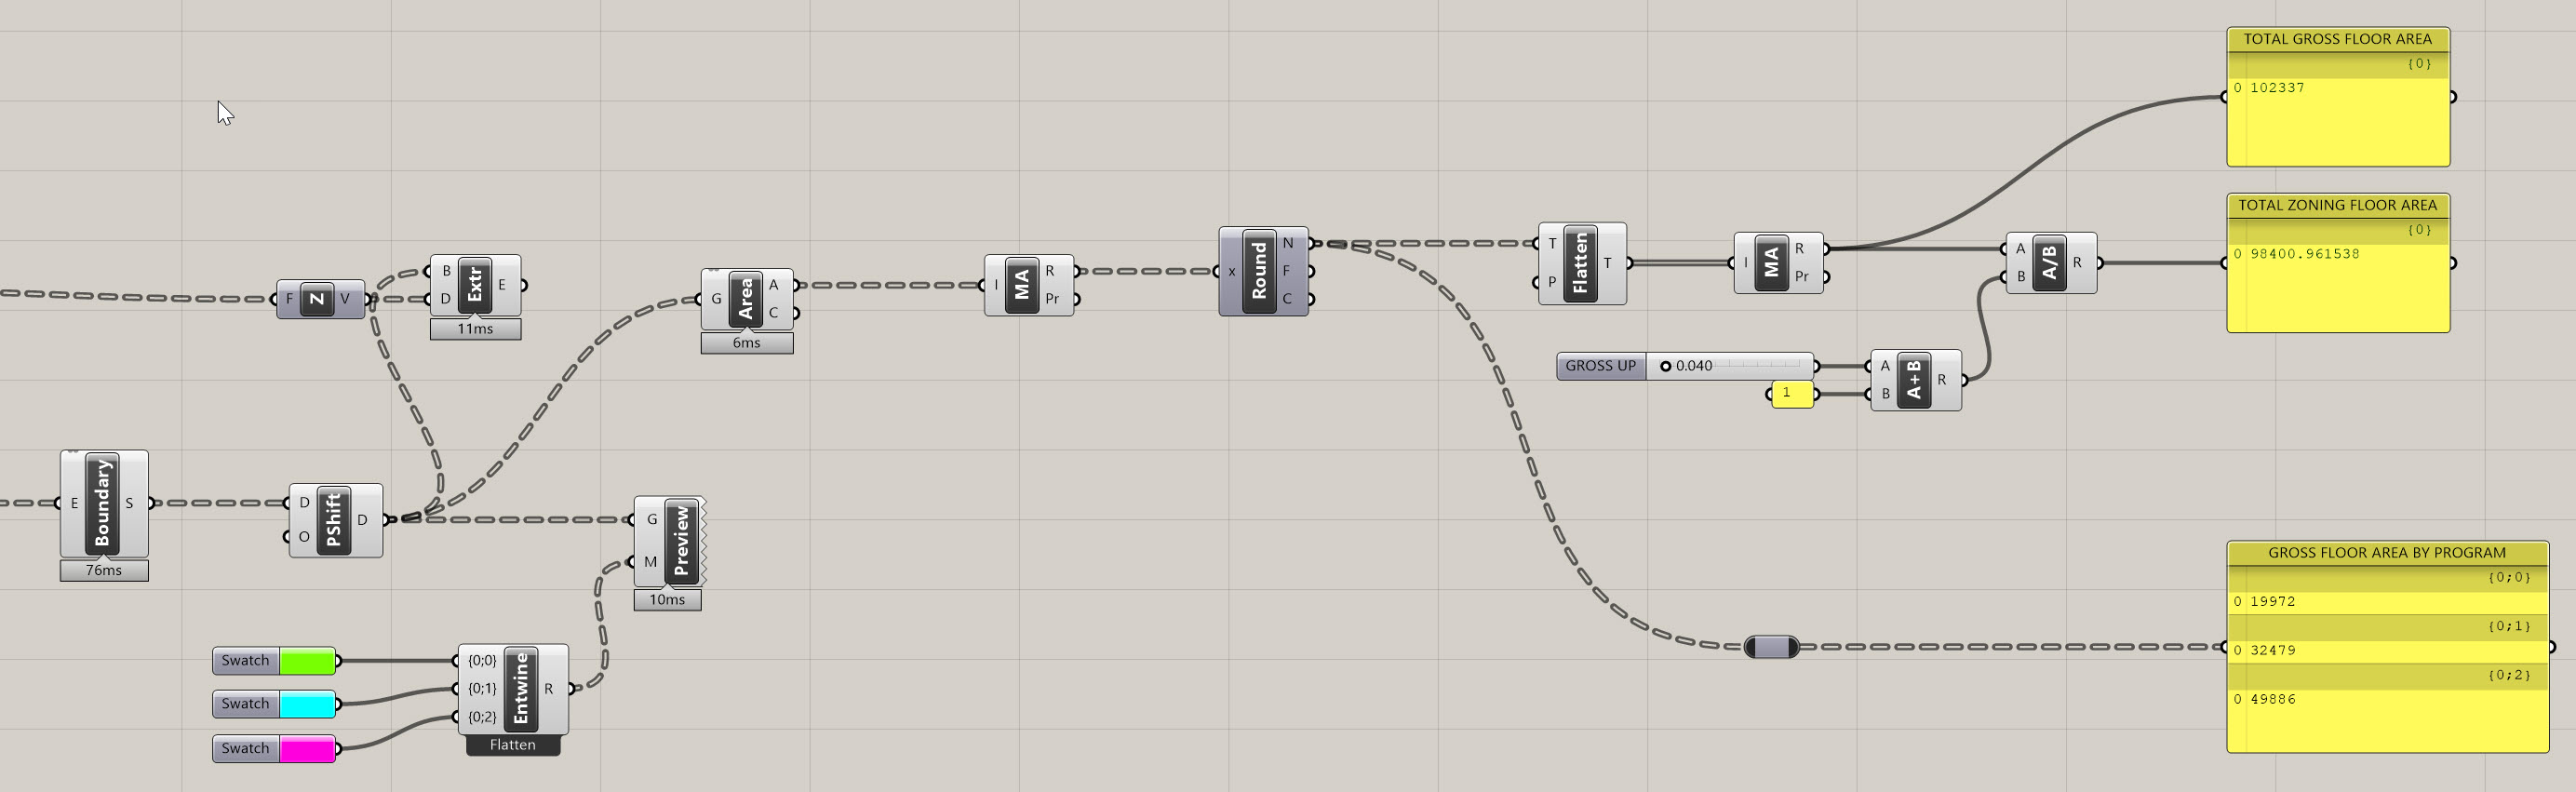 TOTAL GROSS FLOOR AREA
{0}
0 102337
TOTAL ZONING FLOOR AREA
{0}
0 98400.961538
F Z V
B D Extr E
11ms
G Area A C
6ms
I MA R Pr
x Round N F C
T P Flatten T
I MA R Pr
A B A/B R
GROSS UP 0.040
1
A B A+B R
E Boundary S
76ms
D O PShift D
G M Preview
10ms
Swatch
Swatch
Swatch
{0;0}
{0;1}
{0;2}
Entwine R
Flatten
GROSS FLOOR AREA BY PROGRAM
{0;0}
0 19972
{0;1}
0 32479
{0;2}
0 49886